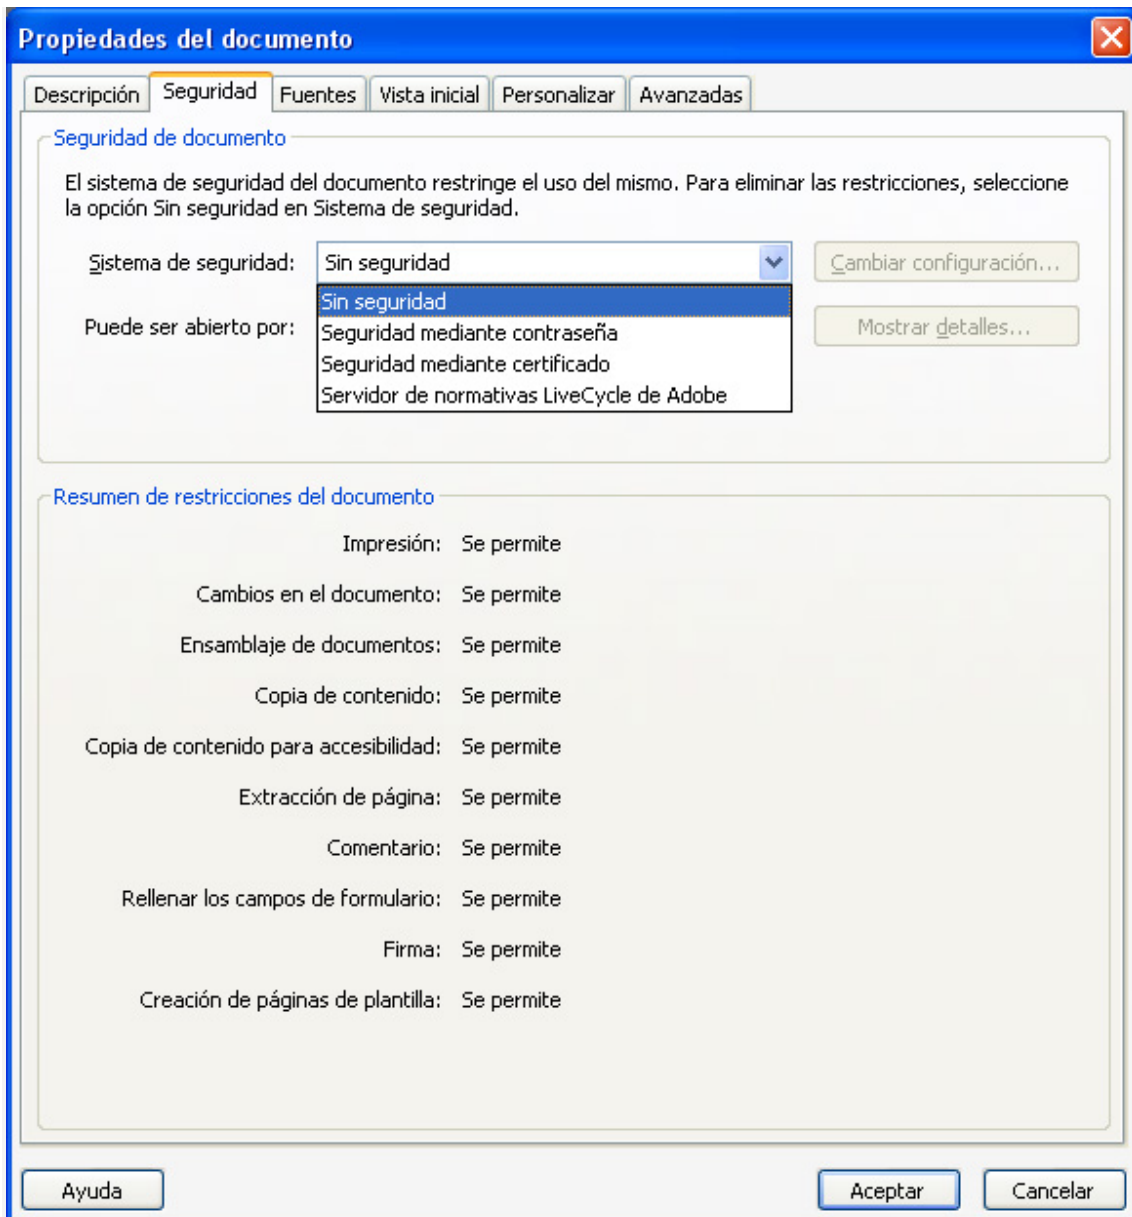 Propiedades del documento
Descripción Seguridad Fuentes Vista inicial Personalizar Avanzadas
Seguridad de documento
El sistema de seguridad del documento restringe el uso del mismo. Para eliminar las restricciones, seleccione
la opción Sin seguridad en Sistema de seguridad.
Sistema de seguridad: Sin seguridad Cambiar configuración...
Sin seguridad
Puede ser abierto por: Seguridad mediante contraseña Mostrar detalles...
Seguridad mediante certificado
Servidor de normativas LiveCycle de Adobe
Resumen de restricciones del documento
Impresión: Se permite
Cambios en el documento: Se permite
Ensamblaje de documentos: Se permite
Copia de contenido: Se permite
Copia de contenido para accesibilidad: Se permite
Extracción de página: Se permite
Comentario: Se permite
Rellenar los campos de formulario: Se permite
Firma: Se permite
Creación de páginas de plantilla: Se permite
Ayuda Aceptar Cancelar